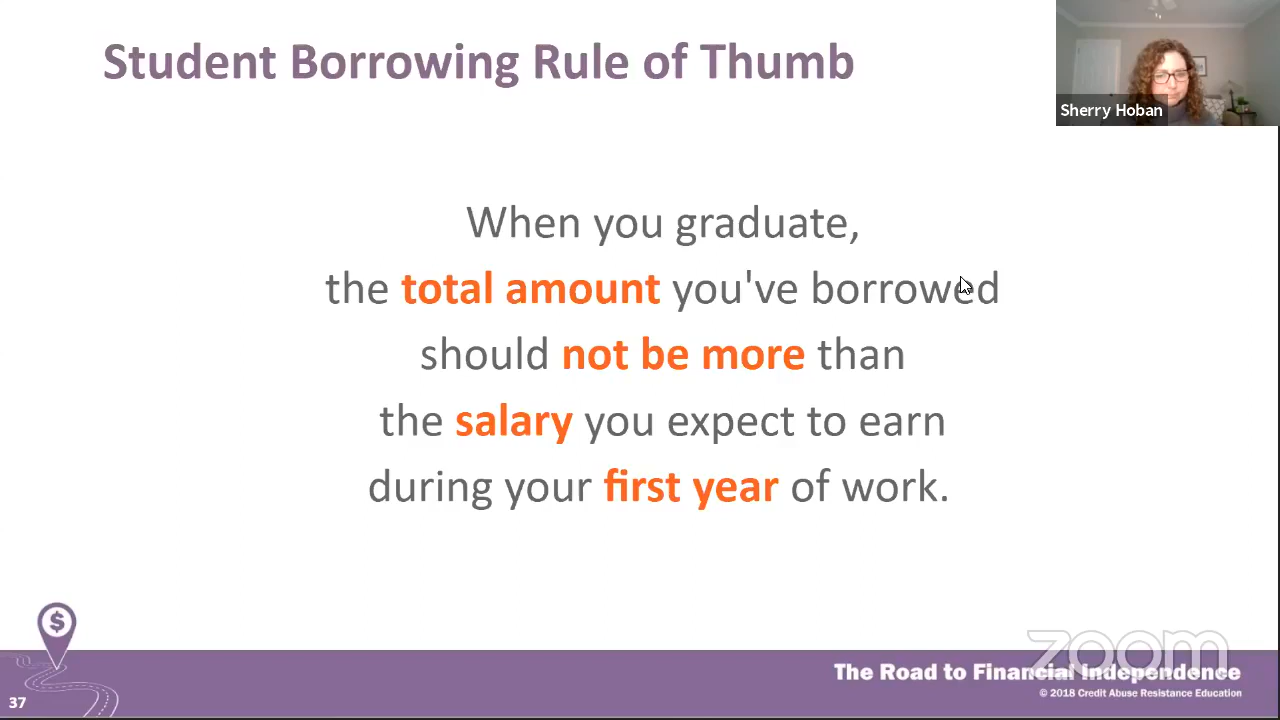 Student Borrowing Rule of Thumb
Sherry Hoban
When you graduate,
the total amount you've borrowed
should not be more than
the salary you expect to earn
during your first year of work.
$
zoom
The Road to Financial Independence
© 2018 Credit Abuse Resistance Education
37